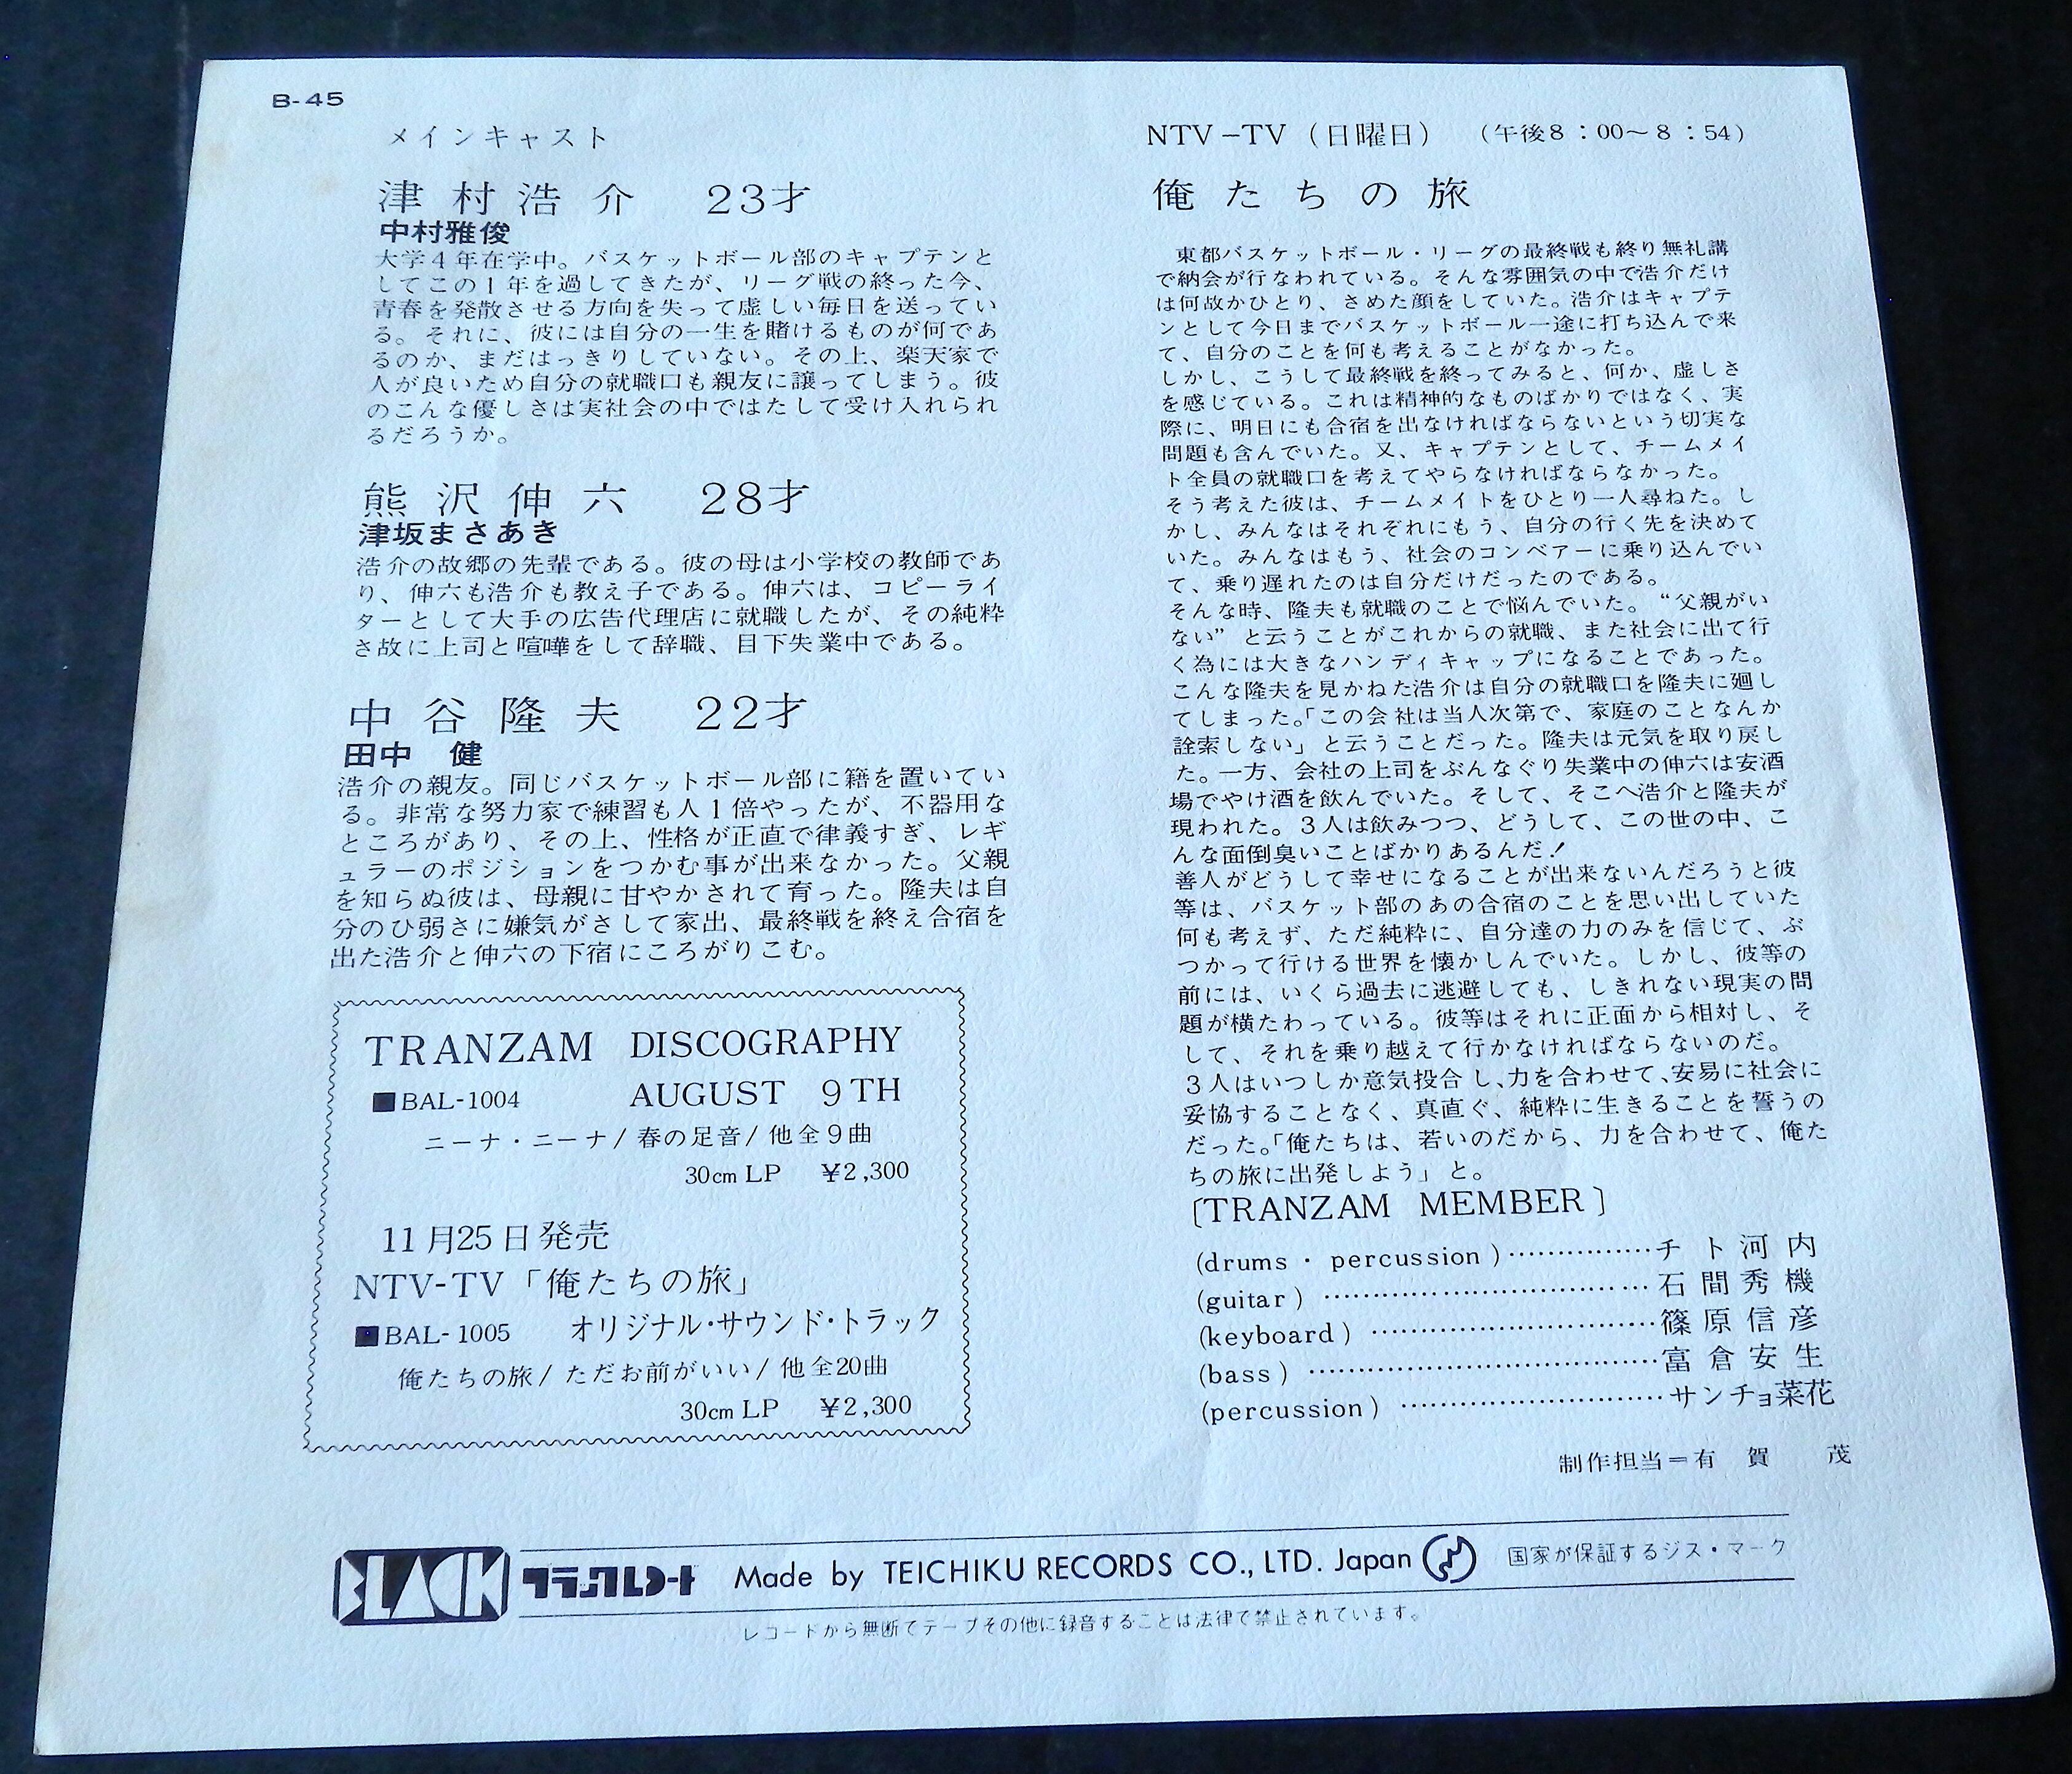 B-45
メインキャスト
津村浩介 23才
中村雅俊
大学4年在学中。バスケットボール部のキャプテンと
してこの1年を過してきたが、リーグ戦の終った今、
青春を発散させる方向を失って虚しい毎日を送ってい
る。それに、彼には自分の一生を賭けるものが何であ
るのか、まだはっきりしていない。その上、楽天家で
人が良いため自分の就職口も親友に譲ってしまう。彼
のこんな優しさは実社会の中ではたして受け入れられ
るだろうか。
熊沢伸六 28才
津坂まさあき
浩介の故郷の先輩である。彼の母は小学校の教師であ
り、伸六も浩介も教え子である。伸六は、コピーライ
ターとして大手の広告代理店に就職したが、その純粋
さ故に上司と喧嘩をして辞職、目下失業中である。
中谷隆夫 22才
田中 健
浩介の親友。同じバスケットボール部に籍を置いてい
る。非常な努力家で練習も人1倍やったが、不器用な
ところがあり、その上、性格が正直で律義すぎ、レギ
ュラーのポジションをつかむ事が出来なかった。父親
を知らぬ彼は、母親に甘やかされて育った。隆夫は自
分のひ弱さに嫌気がさして家出、最終戦を終え合宿を
出た浩介と伸六の下宿にころがりこむ。
TRANZAM DISCOGRAPHY
■BAL-1004 AUGUST 9TH
ニーナ・ニーナ/春の足音/他全9曲
30cm LP ¥2,300
11月25日発売
NTV-TV「俺たちの旅」
■BAL-1005 オリジナル・サウンド・トラック
俺たちの旅/ただお前がいい/他全20曲
30cm LP ¥2,300
NTV-TV(日曜日) (午後8:00〜8:54)
俺たちの旅
東都バスケットボール・リーグの最終戦も終り無礼講
で納会が行なわれている。そんな雰囲気の中で浩介だけ
は何故かひとり、さめた顔をしていた。浩介はキャプテ
ンとして今日までバスケットボール一途に打ち込んで来
て、自分のことを何も考えることがなかった。
しかし、こうして最終戦を終ってみると、何か、虚しさ
を感じている。これは精神的なものばかりではなく、実
際に、明日にも合宿を出なければならないという切実な
問題も含んでいた。又、キャプテンとして、チームメイ
ト全員の就職口を考えてやらなければならなかった。
そう考えた彼は、チームメイトをひとり一人尋ねた。し
かし、みんなはそれぞれにもう、自分の行く先を決めて
いた。みんなはもう、社会のコンベアーに乗り込んでい
て、乗り遅れたのは自分だけだったのである。
そんな時、隆夫も就職のことで悩んでいた。“父親がい
ない”と云うことがこれからの就職、また社会に出て行
く為には大きなハンディキャップになることであった。
こんな隆夫を見かねた浩介は自分の就職口を隆夫に廻し
てしまった。「この会社は当人次第で、家庭のことなんか
詮索しない」と云うことだった。隆夫は元気を取り戻し
た。一方、会社の上司をぶんなぐり失業中の伸六は安酒
場でやけ酒を飲んでいた。そして、そこへ浩介と隆夫が
現われた。3人は飲みつつ、どうして、この世の中、こ
んな面倒臭いことばかりあるんだ!
善人がどうして幸せになることが出来ないんだろうと彼
等は、バスケット部のあの合宿のことを思い出していた
何も考えず、ただ純粋に、自分達の力のみを信じて、ぶ
つかって行ける世界を懐かしんでいた。しかし、彼等の
前には、いくら過去に逃避しても、しきれない現実の問
題が横たわっている。彼等はそれに正面から相対し、そ
して、それを乗り越えて行かなければならないのだ。
3人はいつしか意気投合し、力を合わせて、安易に社会に
妥協することなく、真直ぐ、純粋に生きることを誓うの
だった。「俺たちは、若いのだから、力を合わせて、俺た
ちの旅に出発しよう」と。
[TRANZAM MEMBER]
(drums・percussion)……………チト河内
(guitar)……………………………石間秀機
(keyboard)…………………………篠原信彦
(bass)………………………………富倉安生
(percussion)………………………サンチョ菜花
制作担当=有賀 茂
BLACK ブラックレコード Made by TEICHIKU RECORDS CO., LTD. Japan 国家が保証するジス・マーク
レコードから無断でテープその他に録音することは法律で禁止されています。